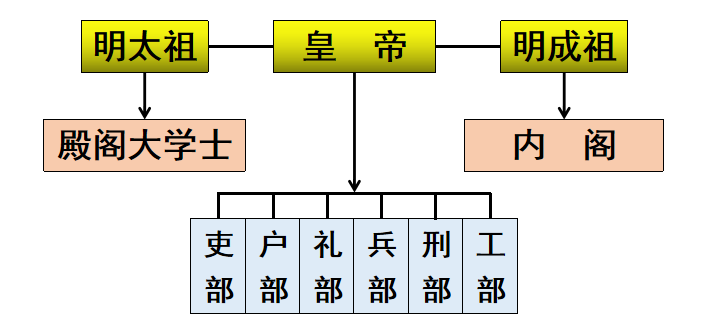 明太祖
皇 帝
明成祖
殿阁大学士
内 阁
吏部
户部
礼部
兵部
刑部
工部